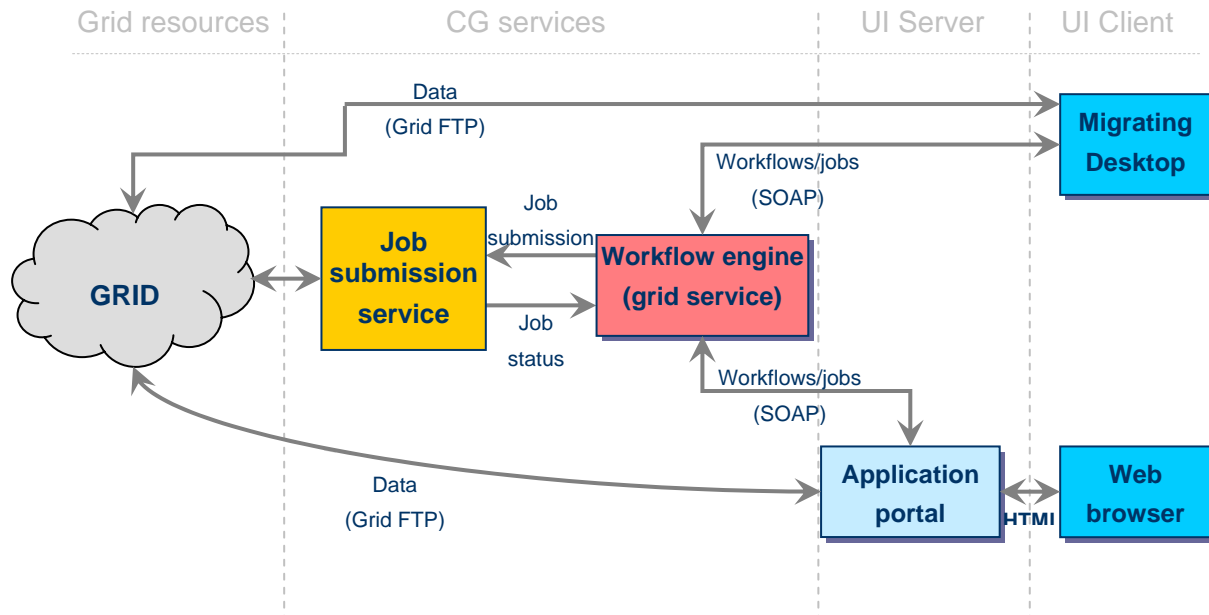 Grid resources
CG services
UI Server
UI Client
Data
(Grid FTP)
Migrating
Desktop
Workflows/jobs
(SOAP)
Job
submission
Job
submission
service
Workflow engine
(grid service)
GRID
Job
status
Workflows/jobs
(SOAP)
Data
(Grid FTP)
Application
portal
HTML
Web
browser